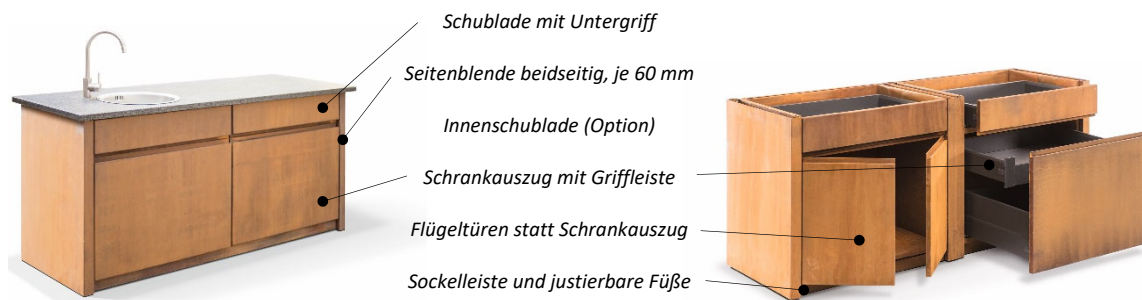 Schublade mit Untergriff
Seitenblende beidseitig, je 60 mm
Innenschublade (Option)
Schrankauszug mit Griffleiste
Flügeltüren statt Schrankauszug
Sockelleiste und justierbare Füße